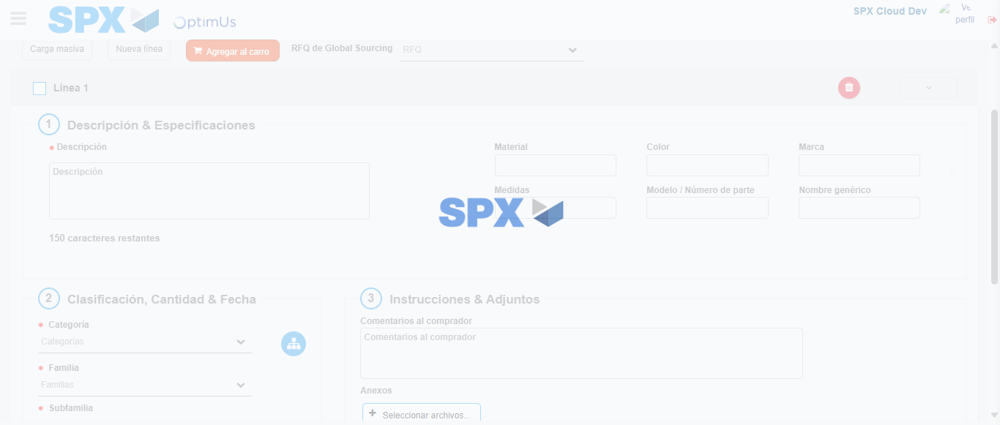 SPX
OptimUs
SPX Cloud Dev
Ve
perfil
Carga masiva
Nueva línea
Agregar al carro
RFQ de Global Sourcing
RFQ
Línea 1
1 Descripción & Especificaciones
* Descripción
Material
Color
Marca
Descripción
Medidas
Modelo / Número de parte
Nombre genérico
SPX
150 caracteres restantes
2 Clasificación, Cantidad & Fecha
3 Instrucciones & Adjuntos
* Categoría
Categorías
Comentarios al comprador
Comentarios al comprador
* Familia
Familias
Anexos
* Subfamilia
+ Seleccionar archivos...